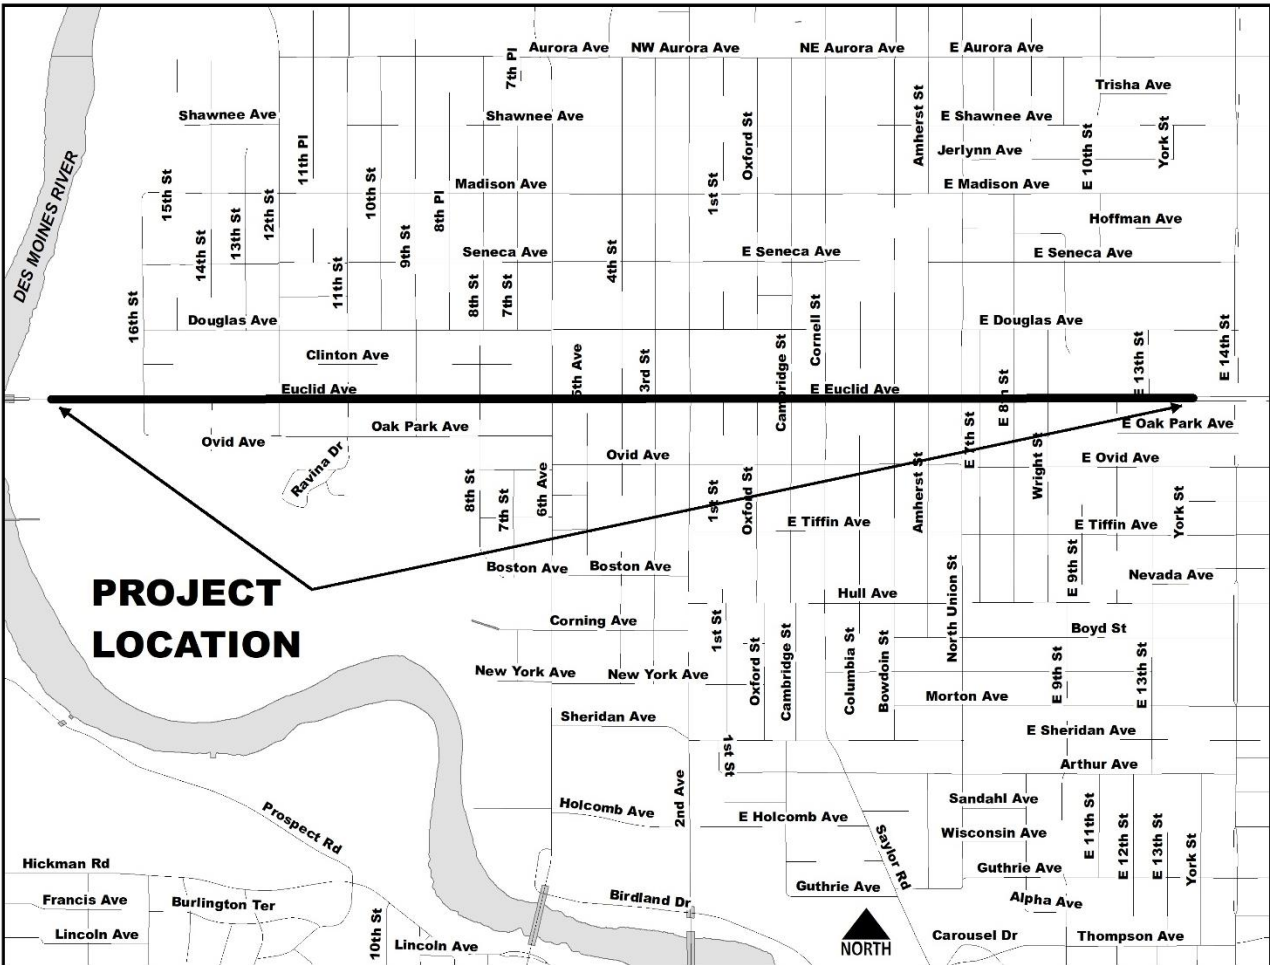 Aurora Ave
NW Aurora Ave
NE Aurora Ave
E Aurora Ave
7th Pl
Trisha Ave
Shawnee Ave
Shawnee Ave
E Shawnee Ave
Amherst St
Oxford St
11th Pl
Jerlynn Ave
E 10th St
York St
DES MOINES RIVER
15th St
14th St
13th St
12th St
10th St
9th St
8th Pl
Madison Ave
1st St
E Madison Ave
Hoffman Ave
Seneca Ave
4th St
E Seneca Ave
E Seneca Ave
16th St
11th St
8th St
7th St
Douglas Ave
Cornell St
E Douglas Ave
E 14th St
Clinton Ave
5th Ave
3rd St
Cambridge St
E 8th St
E 13th St
Euclid Ave
E Euclid Ave
Oak Park Ave
E Oak Park Ave
Ovid Ave
Ravina Dr
Ovid Ave
E 7th St
Wright St
E Ovid Ave
8th St
7th St
6th Ave
1st St
Oxford St
Amherst St
York St
E Tiffin Ave
E Tiffin Ave
Boston Ave
Boston Ave
E 9th St
Nevada Ave
PROJECT
LOCATION
Hull Ave
North Union St
Corning Ave
1st St
Boyd St
New York Ave
New York Ave
Oxford St
Cambridge St
Columbia St
Bowdoin St
E 9th St
E 13th St
Morton Ave
Sheridan Ave
E Sheridan Ave
1st St
Arthur Ave
Prospect Rd
Holcomb Ave
2nd Ave
E Holcomb Ave
Saylor Rd
Sandahl Ave
Wisconsin Ave
E 11th St
E 12th St
E 13th St
York St
Hickman Rd
Guthrie Ave
Guthrie Ave
Francis Ave
Burlington Ter
Birdland Dr
Alpha Ave
Lincoln Ave
10th St
Lincoln Ave
NORTH
Carousel Dr
Thompson Ave